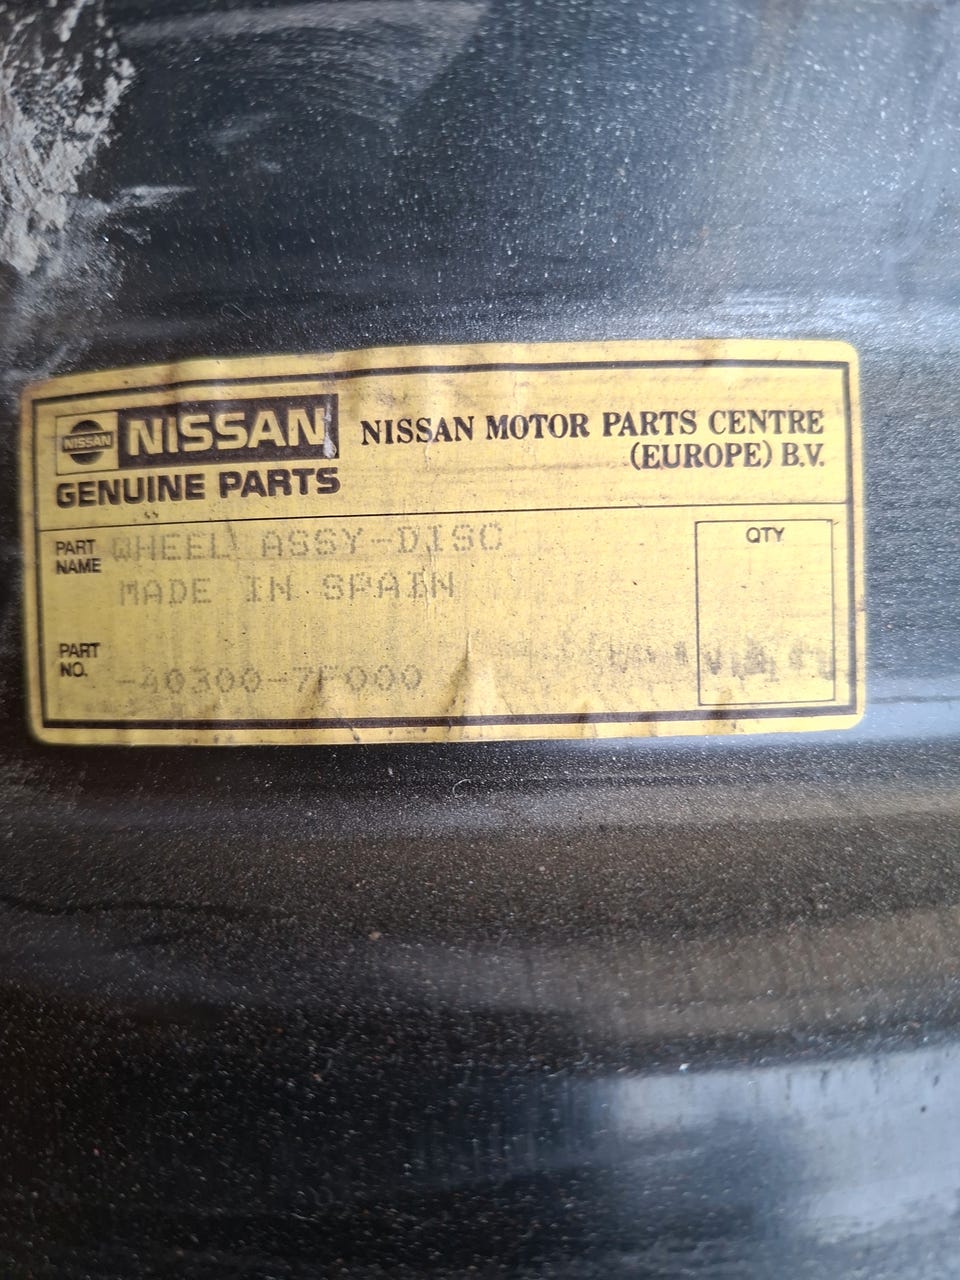 NISSAN NISSAN NISSAN MOTOR PARTS CENTRE
(EUROPE) B.V.
GENUINE PARTS
PART NAME WHEEL ASSY-DISC
MADE IN SPAIN
QTY
PART NO. -40300-7F000